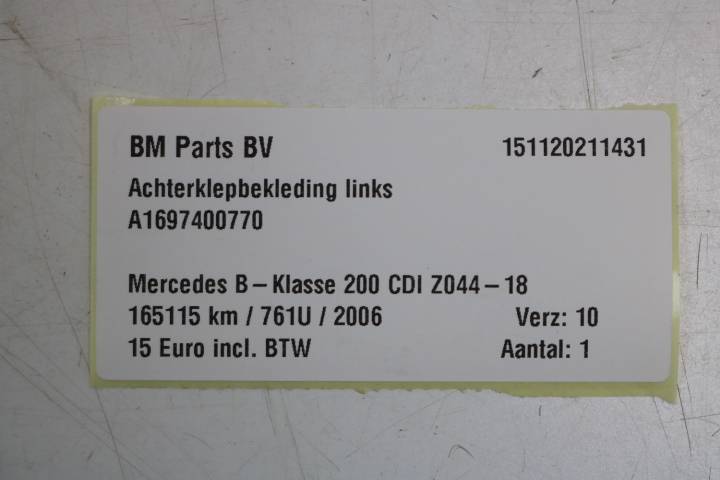 BM Parts BV 151120211431
Achterklepbekleding links
A1697400770
Mercedes B-Klasse 200 CDI Z044-18
165115 km / 761U / 2006 Verz: 10
15 Euro incl. BTW Aantal: 1